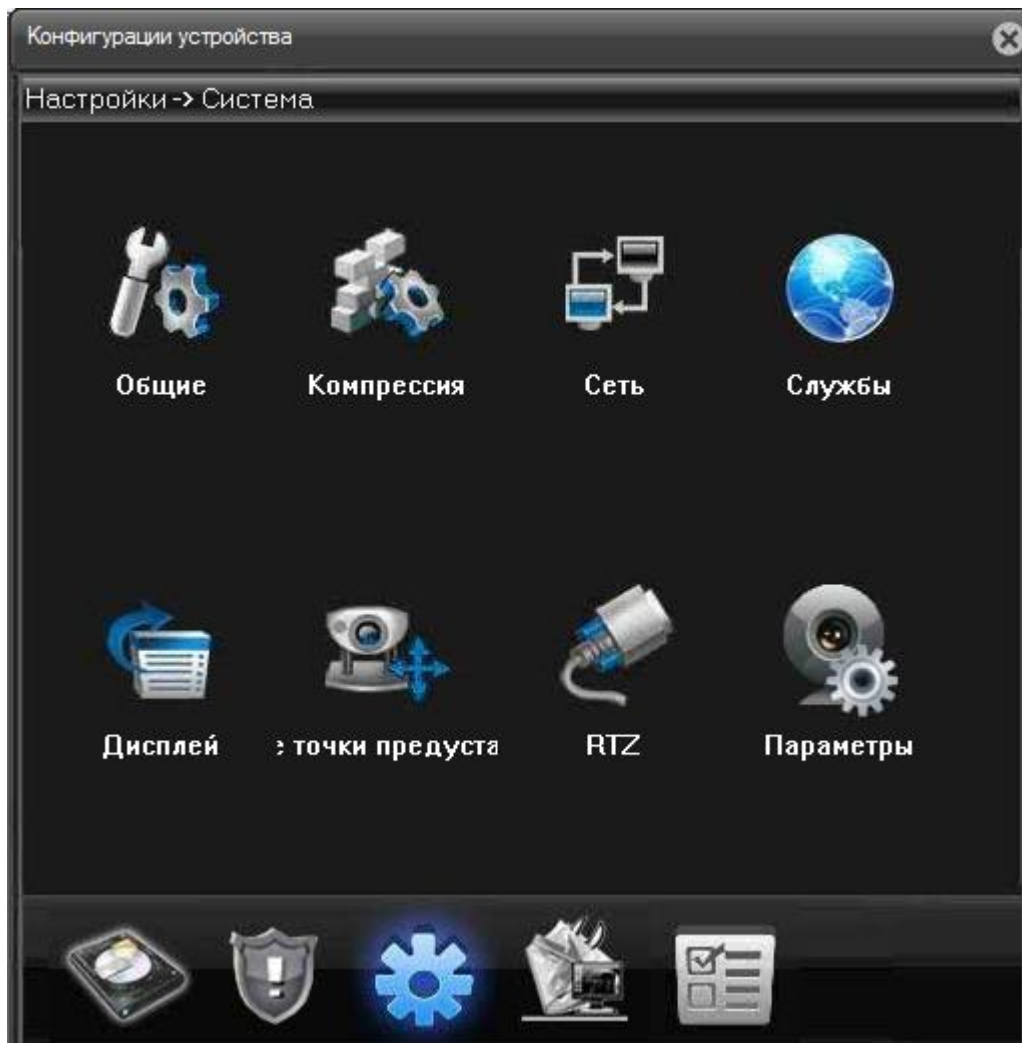 Конфигурации устройства
Настройки -> Система
Общие
Компрессия
Сеть
Службы
Дисплей
точки предуста
RTZ
Параметры